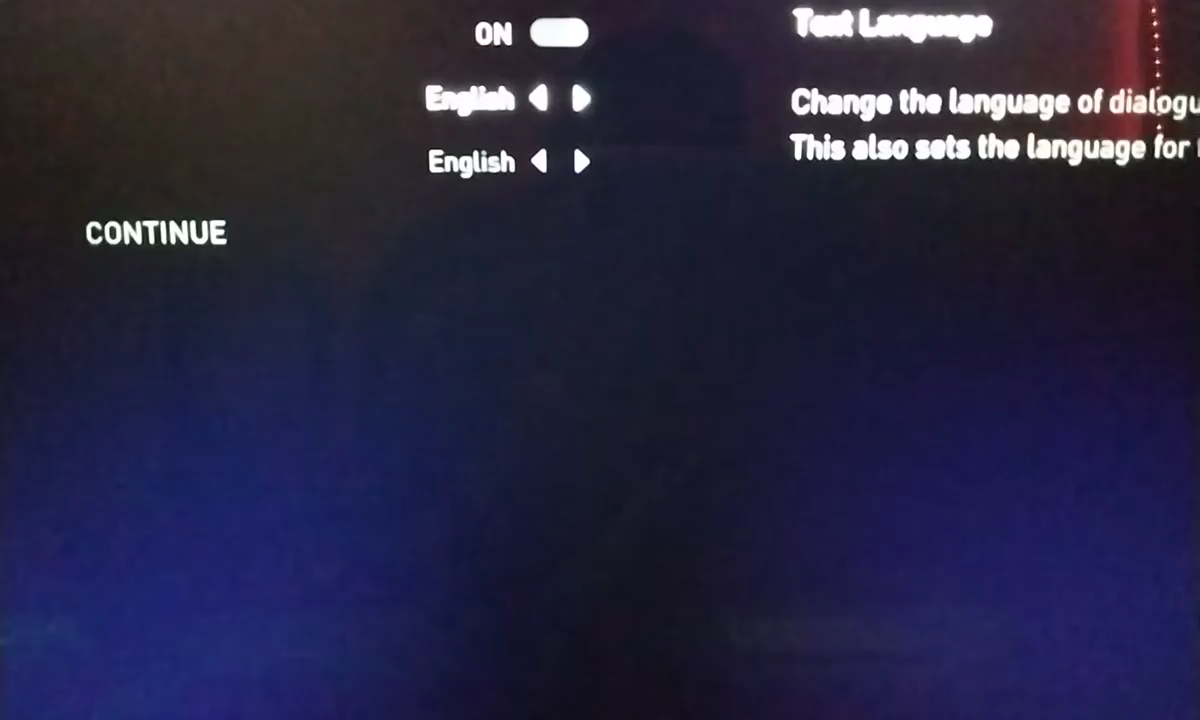 ON
English
English
CONTINUE
Text Language
Change the language of dialogu
This also sets the language for